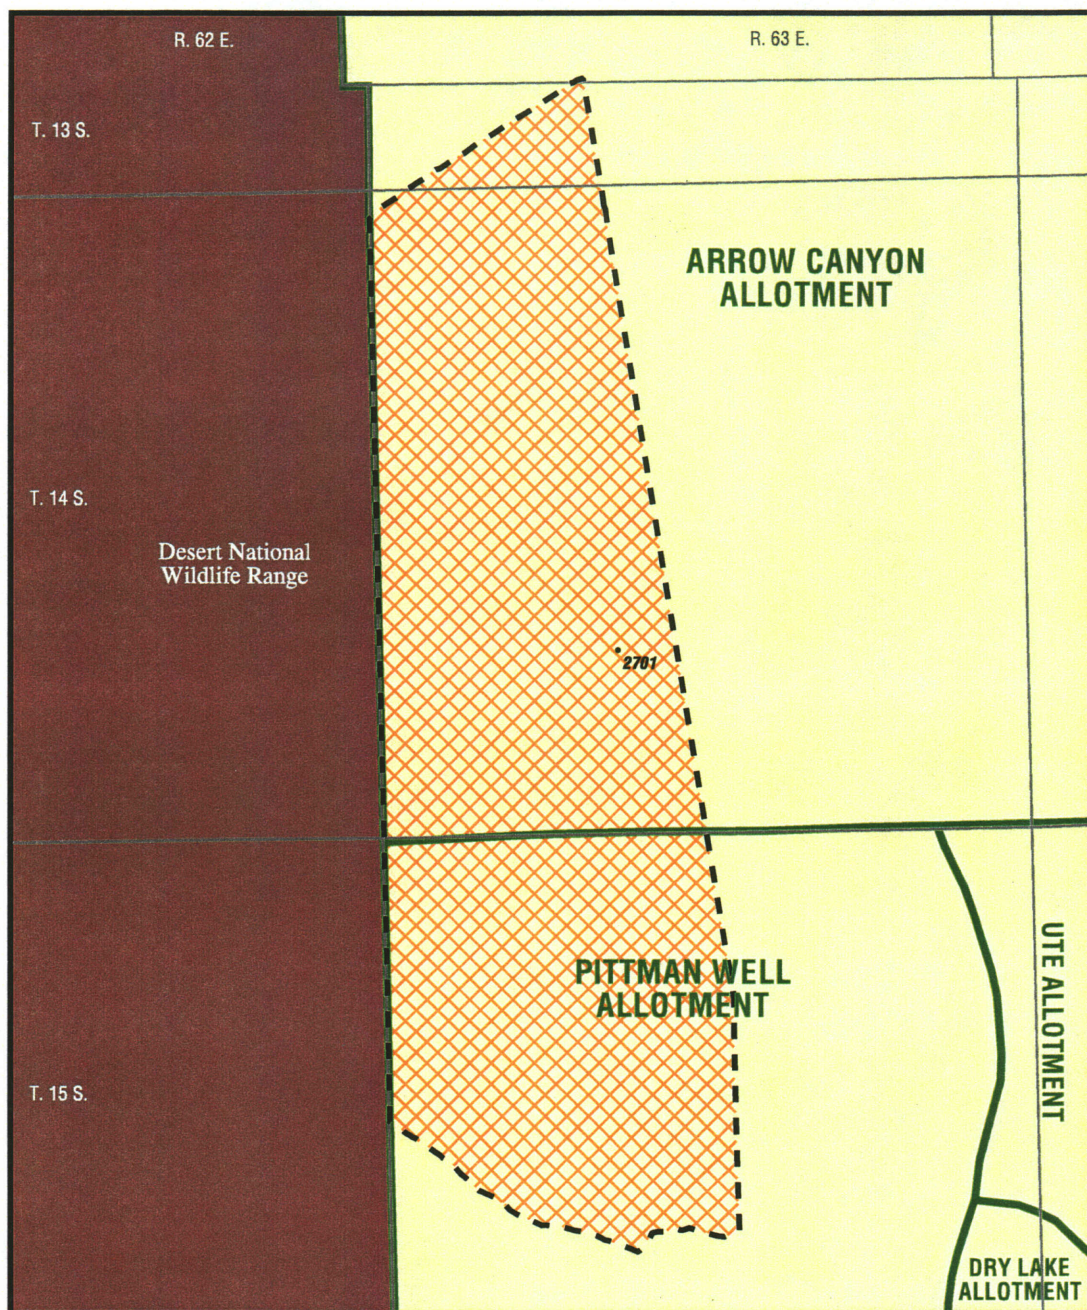 R. 62 E.
R. 63 E.
T. 13 S.
ARROW CANYON
ALLOTMENT
T. 14 S.
Desert National
Wildlife Range
2701
UTE ALLOTMENT
PITTMAN WELL
ALLOTMENT
T. 15 S.
DRY LAKE
ALLOTMENT